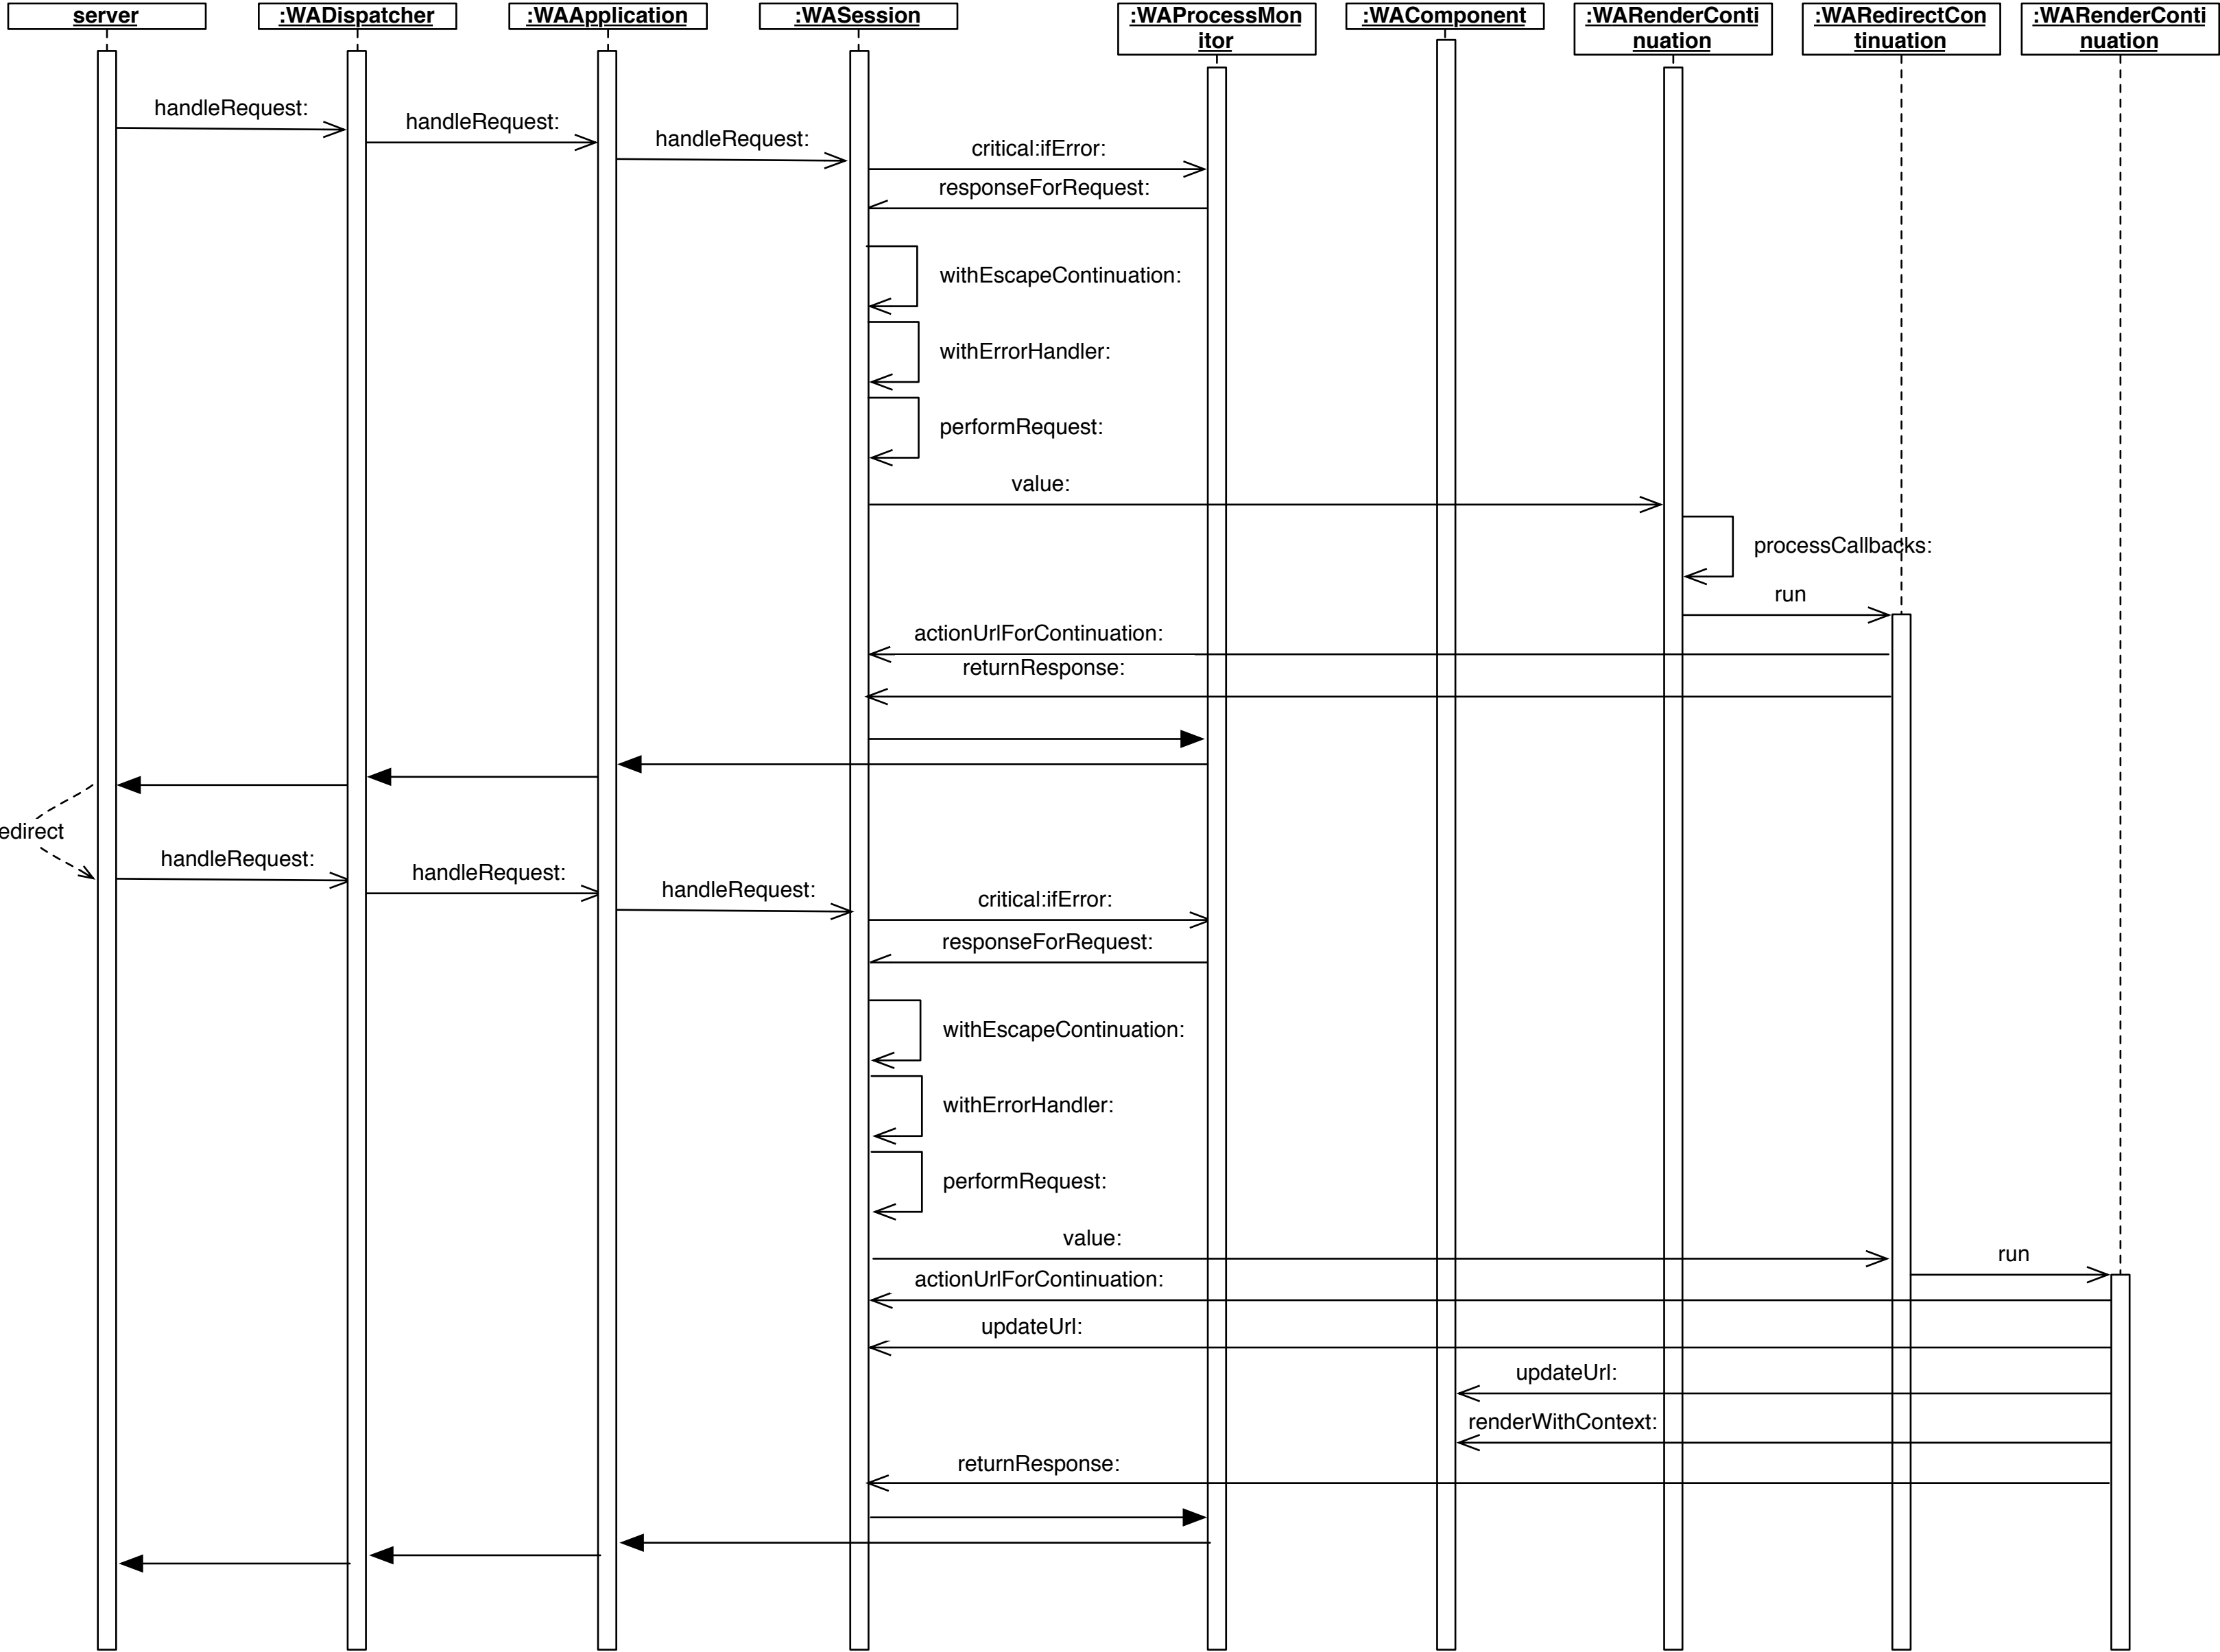 server
:WADispatcher
:WAApplication
:WASession
:WAProcessMon
itor
:WAComponent
:WARenderConti
nuation
:WARedirectCon
tinuation
:WARenderConti
nuation
handleRequest:
handleRequest:
handleRequest:
critical:ifError:
responseForRequest:
withEscapeContinuation:
withErrorHandler:
performRequest:
value:
processCallbacks:
run
actionUrlForContinuation:
returnResponse:
edirect
handleRequest:
handleRequest:
handleRequest:
critical:ifError:
responseForRequest:
withEscapeContinuation:
withErrorHandler:
performRequest:
value:
run
actionUrlForContinuation:
updateUrl:
updateUrl:
renderWithContext:
returnResponse: